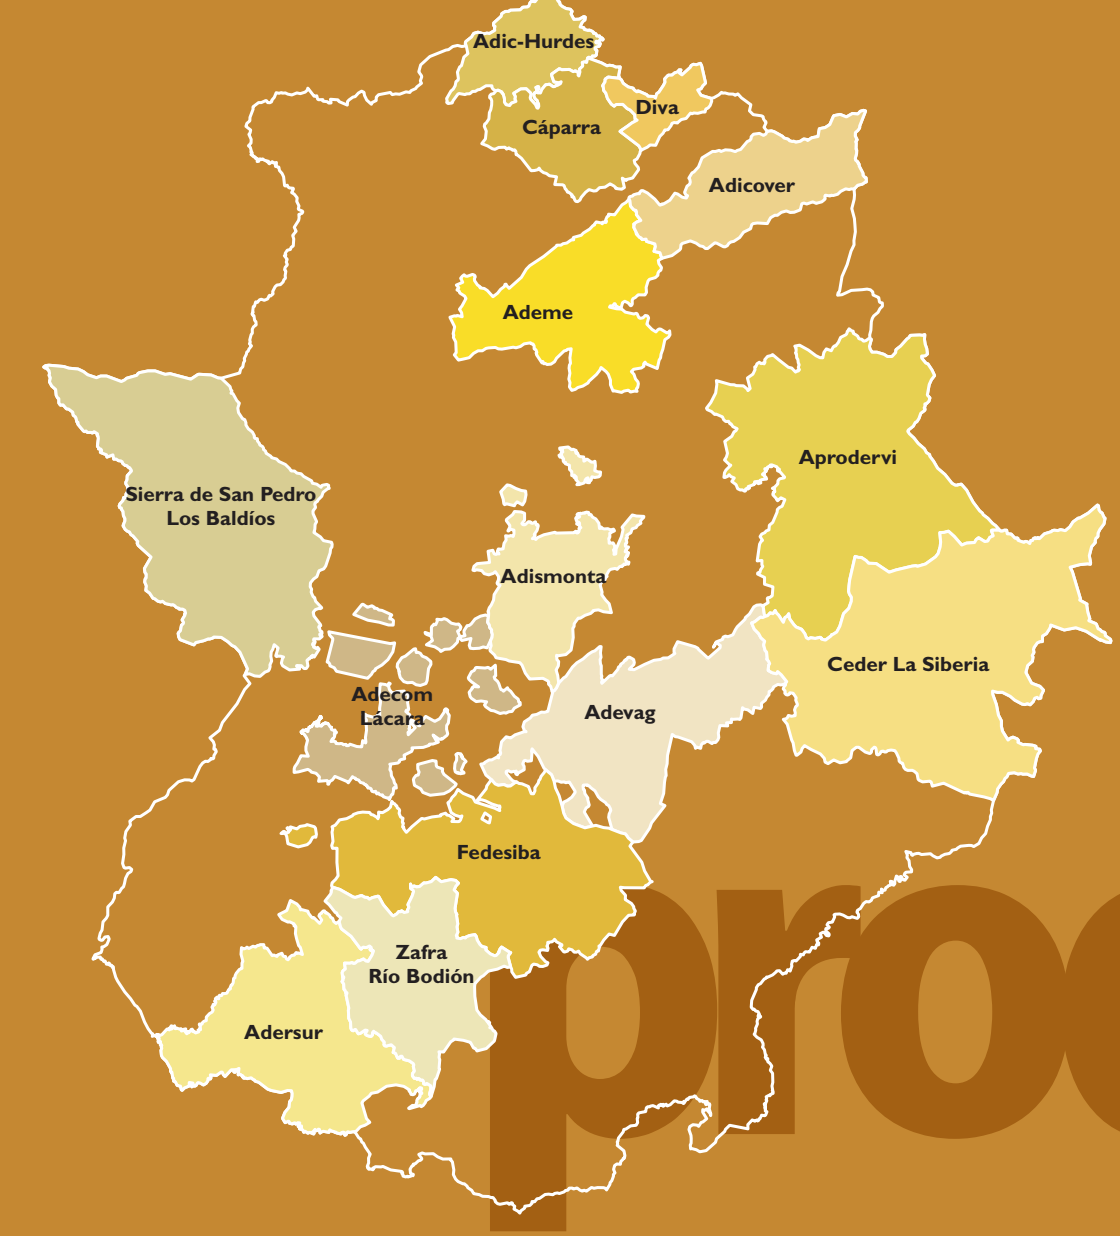 Adic-Hurdes
Diva
Cáparra
Adicover
Ademe
Aprodervi
Sierra de San Pedro
Los Baldíos
Adismonta
Ceder La Siberia
Adecom
Lácara
Adevag
Fedesiba
Zafra
Río Bodión
Adersur
pro